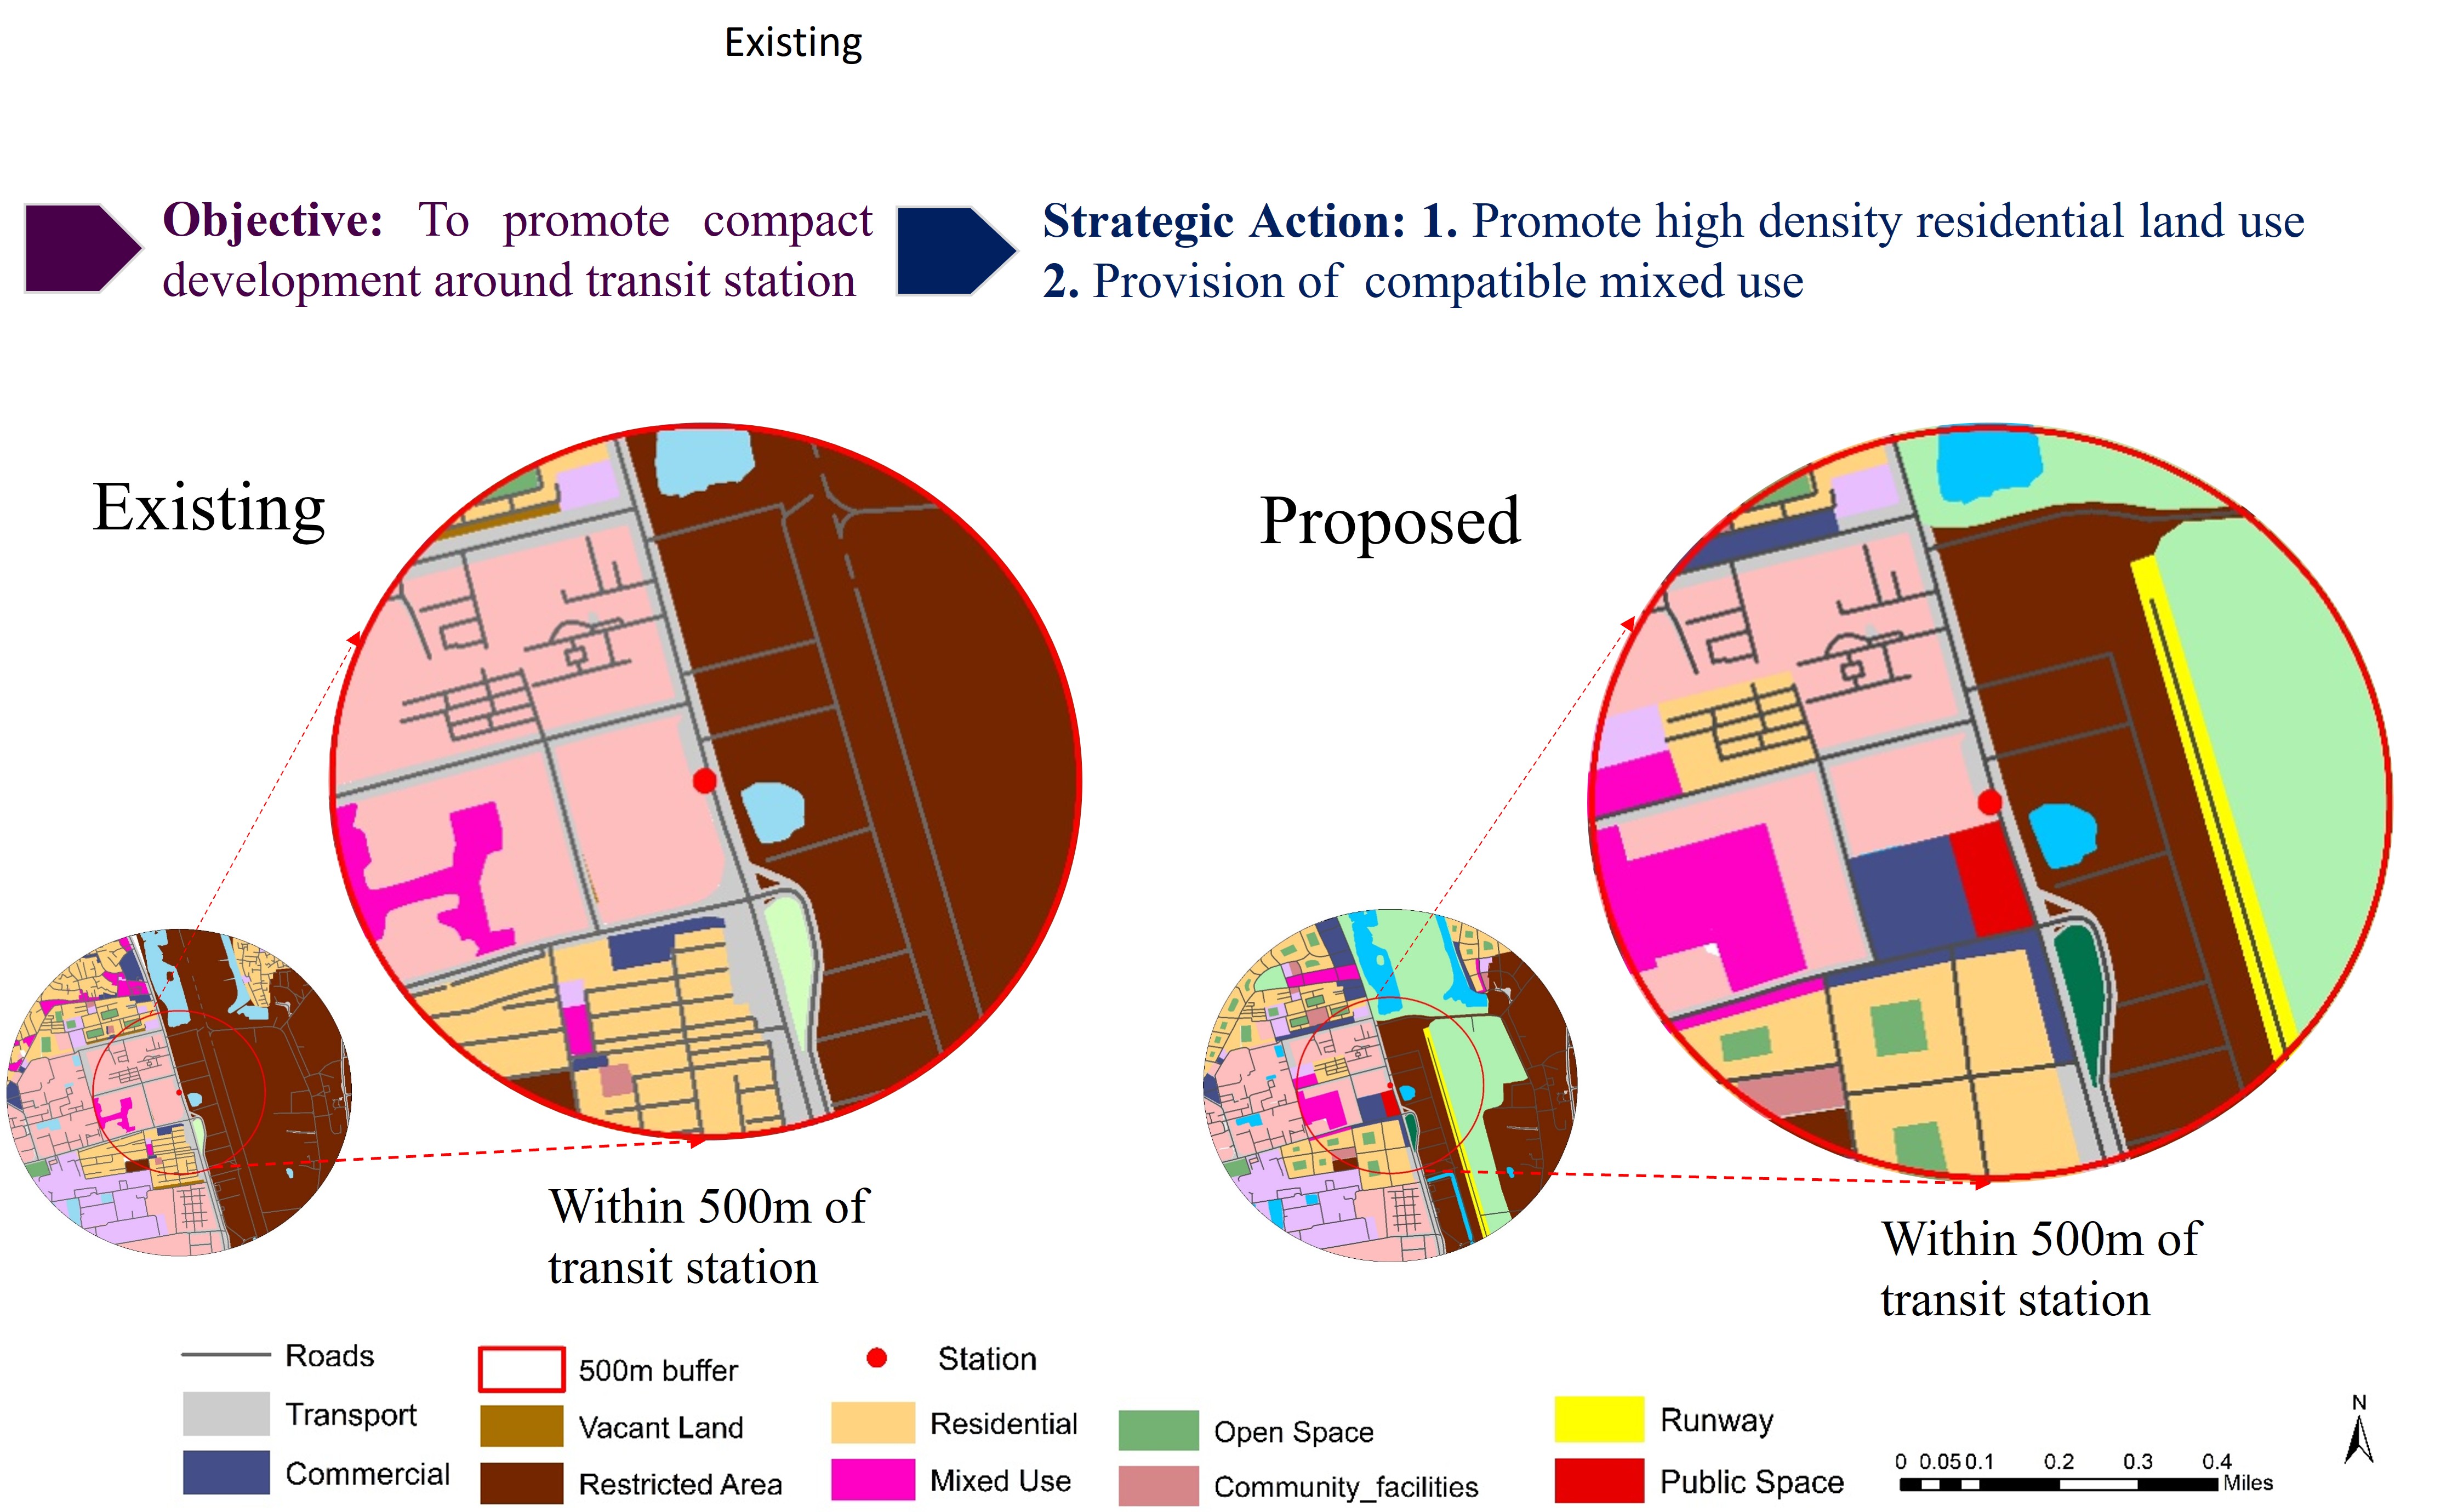 Existing
Objective: To promote compact
development around transit station
Strategic Action: 1. Promote high density residential land use
2. Provision of compatible mixed use
Existing
Proposed
Within 500m of
transit station
Within 500m of
transit station
Roads
Transport
Commercial
500m buffer
Vacant Land
Restricted Area
Station
Residential
Mixed Use
Open Space
Community_facilities
Runway
Public Space
N
0 0.05 0.1 0.2 0.3 0.4
Miles